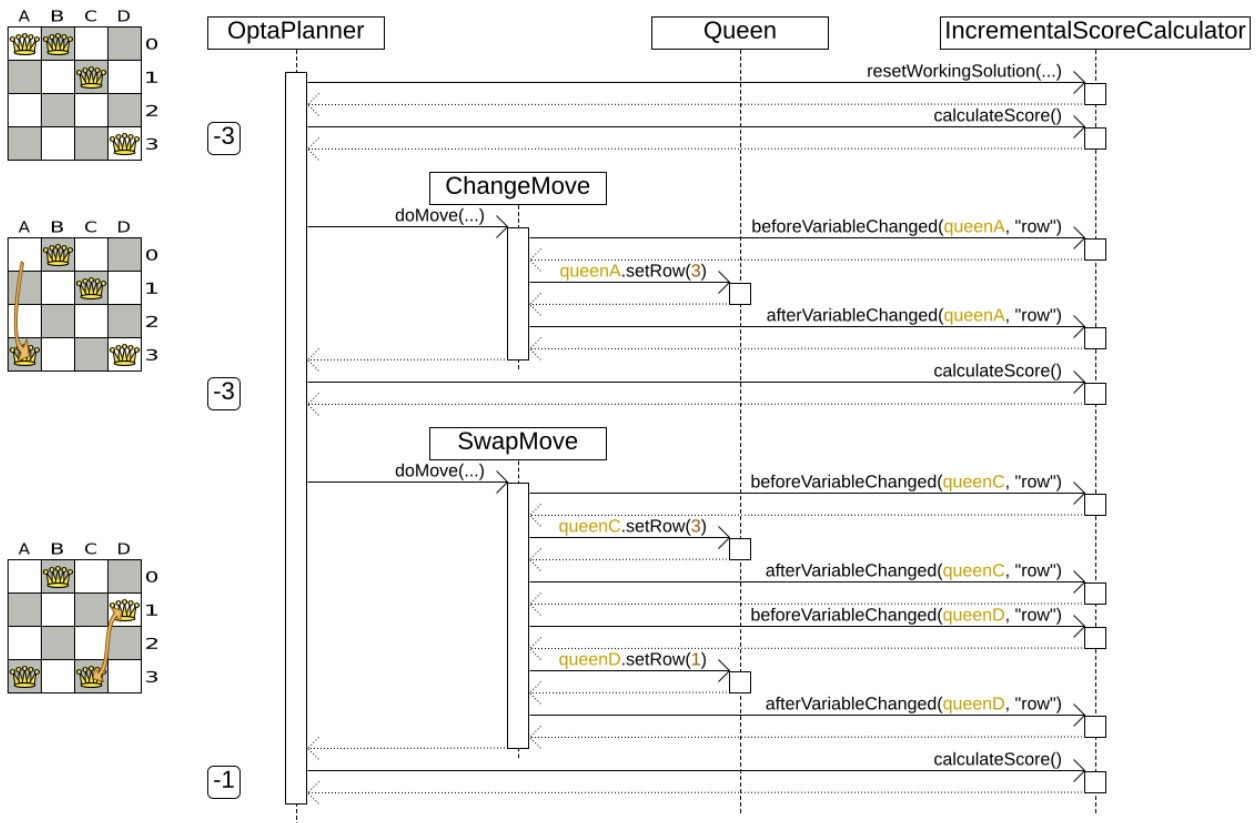 A B C D
0
1
2
3
OptaPlanner
Queen
IncrementalScoreCalculator
resetWorkingSolution(...)
calculateScore()
-3
ChangeMove
doMove(...)
beforeVariableChanged(queenA, "row")
queenA.setRow(3)
afterVariableChanged(queenA, "row")
A B C D
0
1
2
3
calculateScore()
-3
SwapMove
doMove(...)
beforeVariableChanged(queenC, "row")
queenC.setRow(3)
afterVariableChanged(queenC, "row")
beforeVariableChanged(queenD, "row")
queenD.setRow(1)
afterVariableChanged(queenD, "row")
A B C D
0
1
2
3
calculateScore()
-1